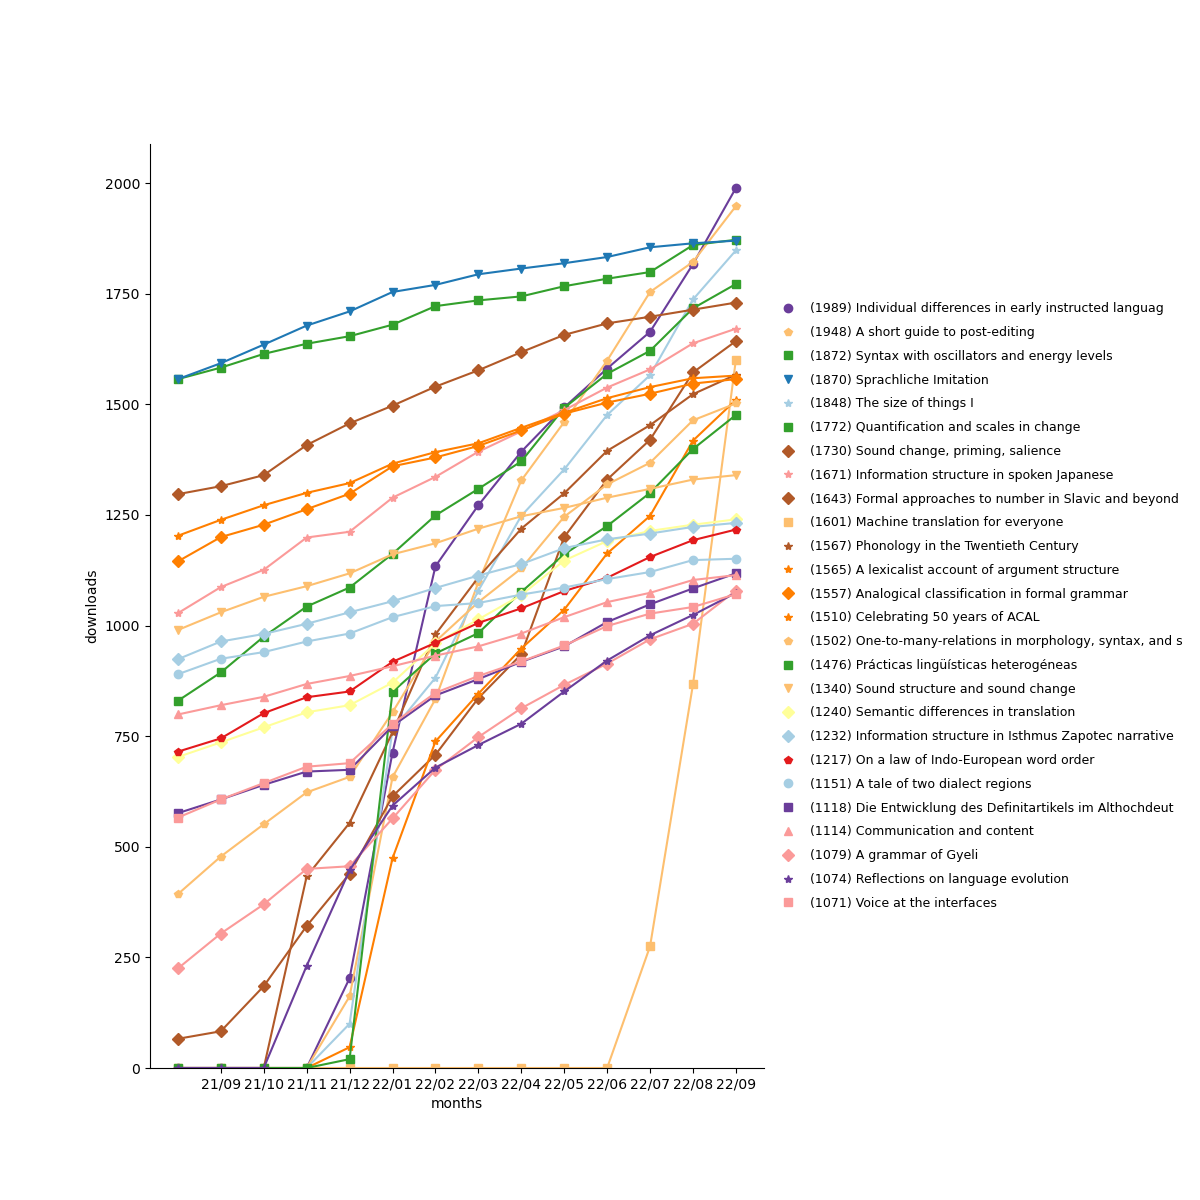 2000
1750
1500
1250
1000
750
500
250
0
downloads
21/09 21/10 21/11 21/12 22/01 22/02 22/03 22/04 22/05 22/06 22/07 22/08 22/09
months
(1989) Individual differences in early instructed languag
(1948) A short guide to post-editing
(1872) Syntax with oscillators and energy levels
(1870) Sprachliche Imitation
(1848) The size of things I
(1772) Quantification and scales in change
(1730) Sound change, priming, salience
(1671) Information structure in spoken Japanese
(1643) Formal approaches to number in Slavic and beyond
(1601) Machine translation for everyone
(1567) Phonology in the Twentieth Century
(1565) A lexicalist account of argument structure
(1557) Analogical classification in formal grammar
(1510) Celebrating 50 years of ACAL
(1502) One-to-many-relations in morphology, syntax, and s
(1476) Prácticas lingüísticas heterogéneas
(1340) Sound structure and sound change
(1240) Semantic differences in translation
(1232) Information structure in Isthmus Zapotec narrative
(1217) On a law of Indo-European word order
(1151) A tale of two dialect regions
(1118) Die Entwicklung des Definitartikels im Althochdeut
(1114) Communication and content
(1079) A grammar of Gyeli
(1074) Reflections on language evolution
(1071) Voice at the interfaces